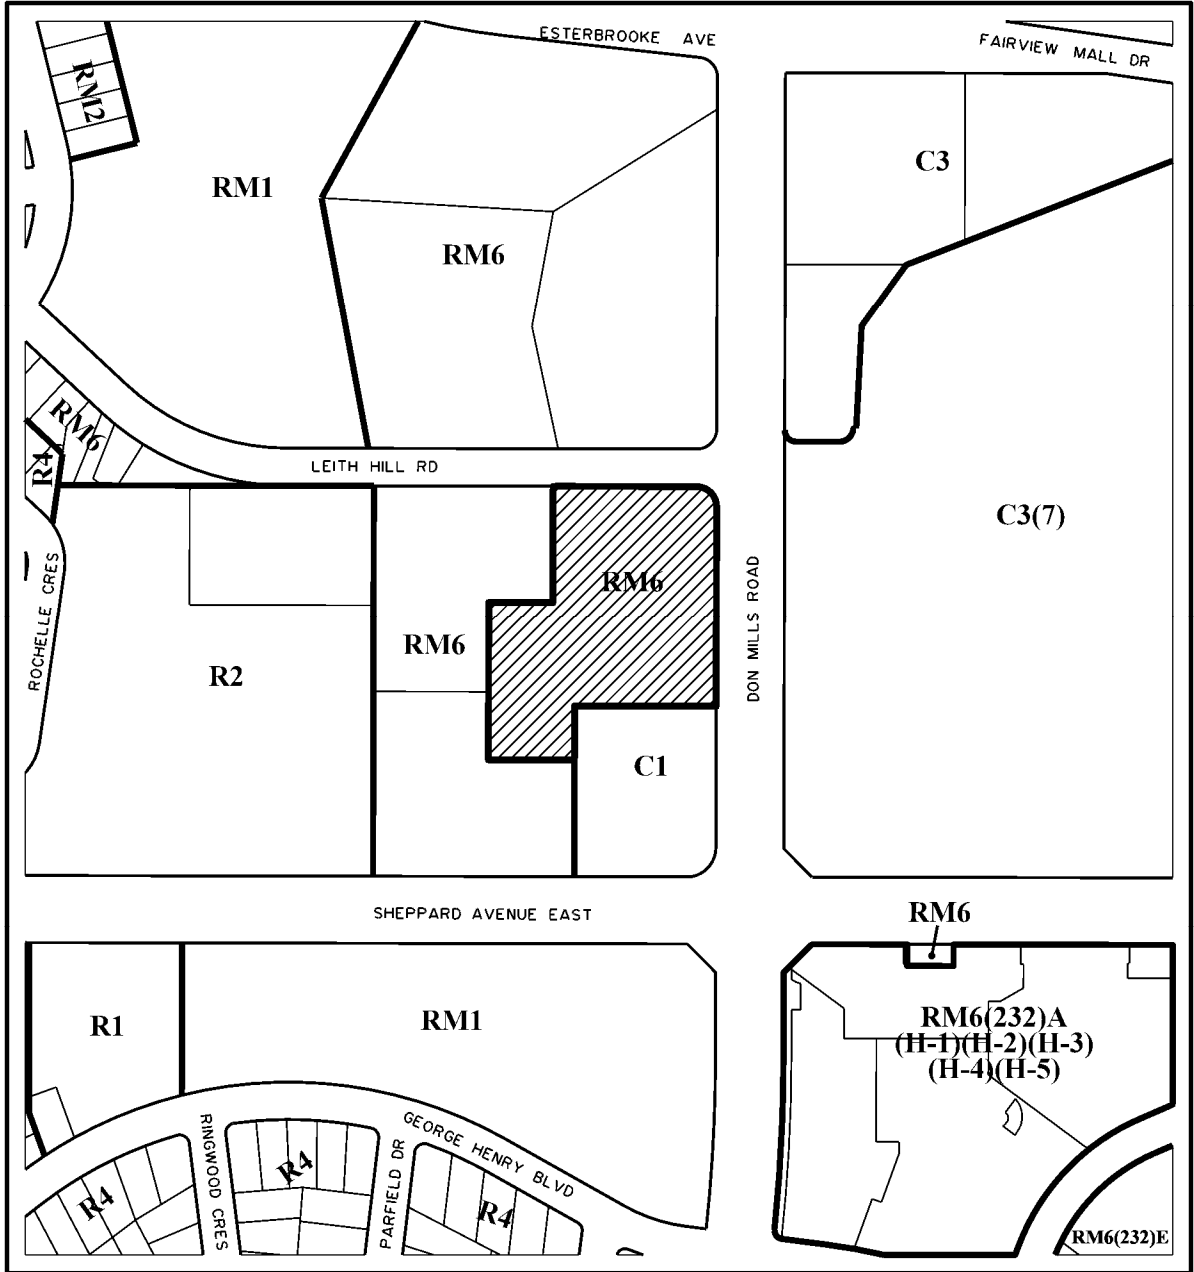 ESTERBROOKE AVE
FAIRVIEW MALL DR
RM2
C3
RM1
RM6
RM6
LEITH HILL RD
R4
C3(7)
ROCHELLE CRES
RM6
DON MILLS ROAD
RM6
R2
C1
SHEPPARD AVENUE EAST
RM6
R1
RM1
RM6(232)A
(H-1)(H-2)(H-3)
(H-4)(H-5)
RINGWOOD CRES
GEORGE HENRY BLVD
PARFIELD DR
R4
R4
R4
RM6(232)E